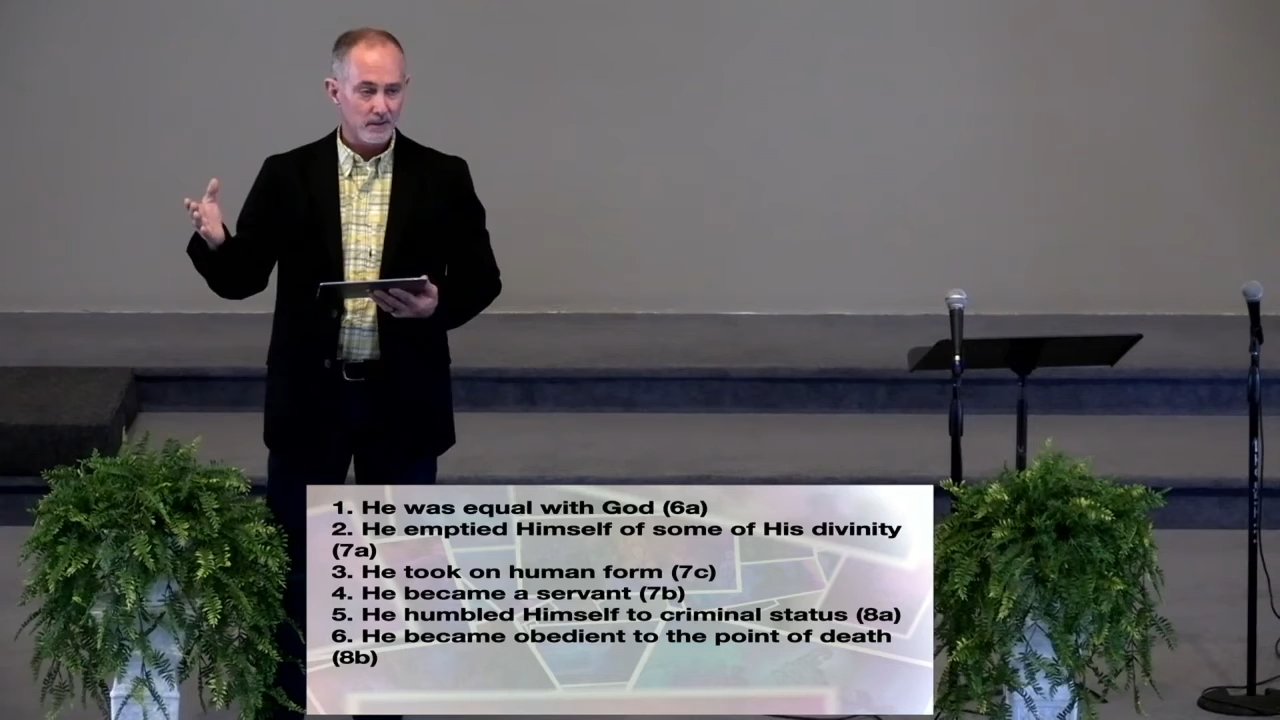 1. He was equal with God (6a)
2. He emptied Himself of some of His divinity
(7a)
3. He took on human form (7c)
4. He became a servant (7b)
5. He humbled Himself to criminal status (8a)
6. He became obedient to the point of death
(8b)